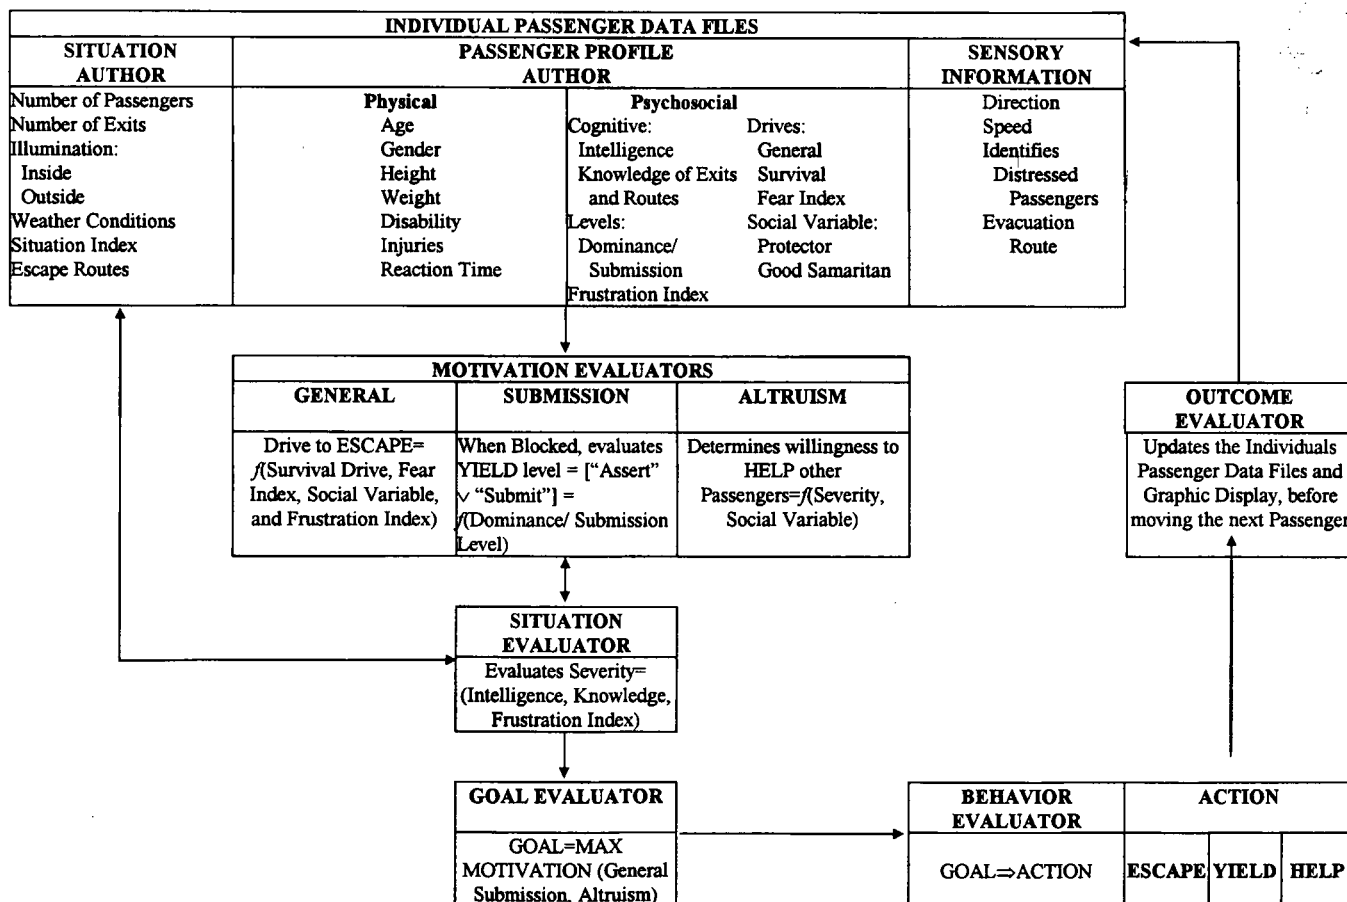 INDIVIDUAL PASSENGER DATA FILES
SITUATION
AUTHOR
Number of Passengers
Number of Exits
Illumination:
Inside
Outside
Weather Conditions
Situation Index
Escape Routes
PASSENGER PROFILE
AUTHOR
Physical
Age
Gender
Height
Weight
Disability
Injuries
Reaction Time
Psychosocial
Cognitive:
Intelligence
Knowledge of Exits
and Routes
Levels:
Dominance/
Submission
Frustration Index
Drives:
General
Survival
Fear Index
Social Variable:
Protector
Good Samaritan
SENSORY
INFORMATION
Direction
Speed
Identifies
Distressed
Passengers
Evacuation
Route
MOTIVATION EVALUATORS
GENERAL
Drive to ESCAPE=
f(Survival Drive, Fear
Index, Social Variable,
and Frustration Index)
SUBMISSION
When Blocked, evaluates
YIELD level = ["Assert"
∨ "Submit"] =
f(Dominance/ Submission
Level)
ALTRUISM
Determines willingness to
HELP other
Passengers=f(Severity,
Social Variable)
OUTCOME
EVALUATOR
Updates the Individuals
Passenger Data Files and
Graphic Display, before
moving the next Passenger
SITUATION
EVALUATOR
Evaluates Severity=
(Intelligence, Knowledge,
Frustration Index)
GOAL EVALUATOR
GOAL=MAX
MOTIVATION (General
Submission, Altruism)
BEHAVIOR
EVALUATOR
GOAL⇒ACTION
ACTION
ESCAPE YIELD HELP